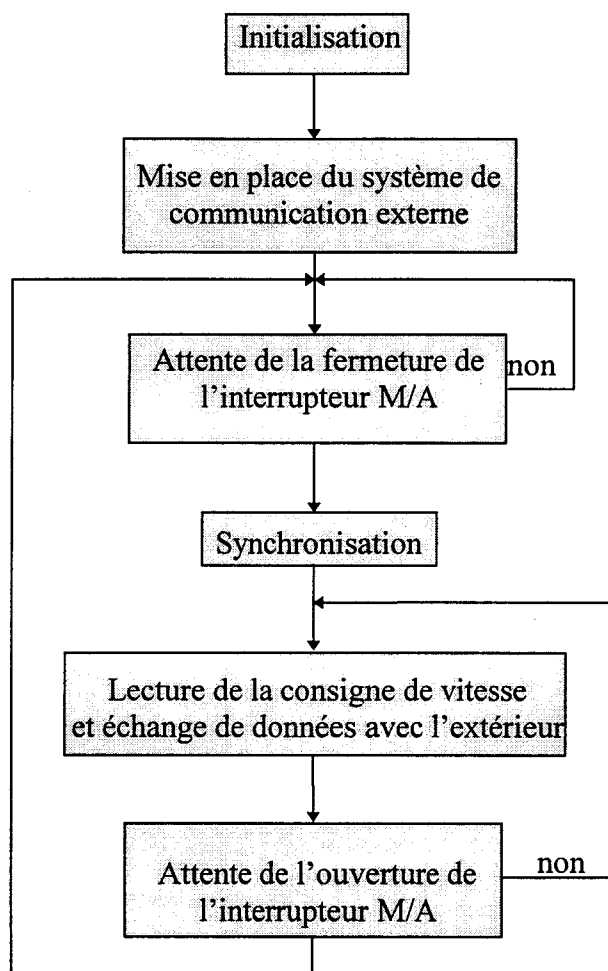 Initialisation
Mise en place du système de
communication externe
Attente de la fermeture de
l'interrupteur M/A
non
Synchronisation
Lecture de la consigne de vitesse
et échange de données avec l'extérieur
Attente de l'ouverture de
l'interrupteur M/A
non